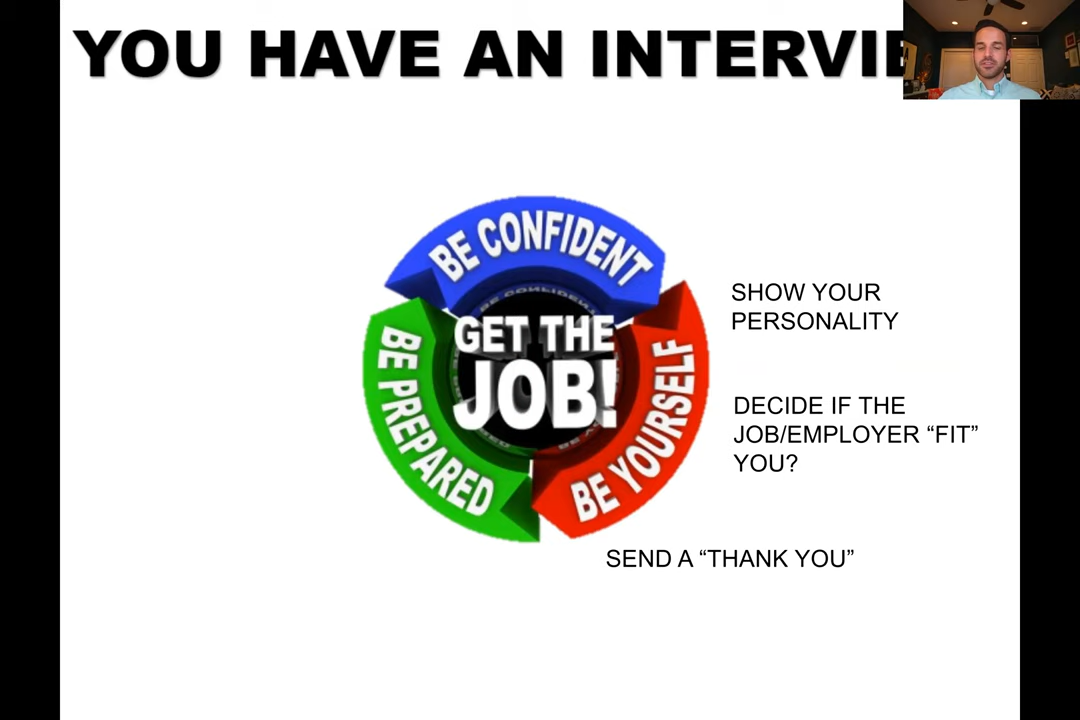 YOU HAVE AN INTERVIE
BE CONFIDENT
GET THE
JOB!
BE PREPARED
BE YOURSELF
SHOW YOUR
PERSONALITY
DECIDE IF THE
JOB/EMPLOYER “FIT”
YOU?
SEND A “THANK YOU”